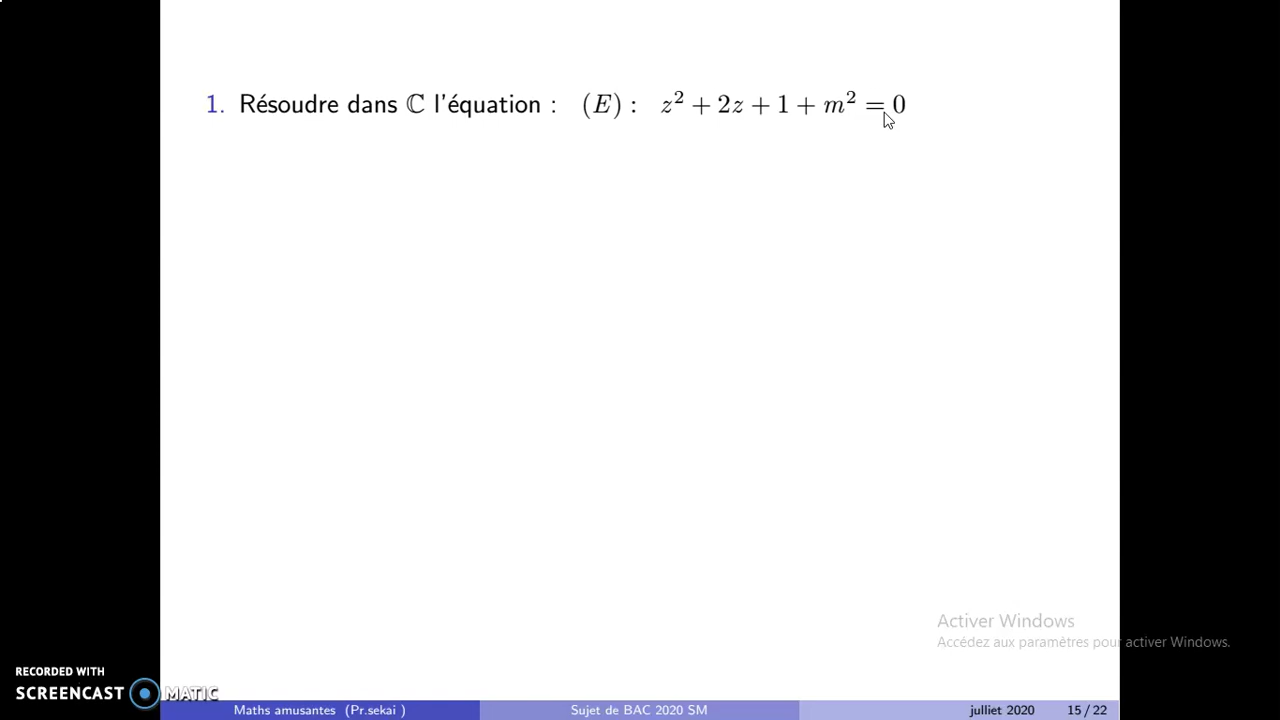 1. Résoudre dans ℂ l'équation : (E) : z² + 2z + 1 + m² = 0
Activer Windows
Accédez aux paramètres pour activer Windows.
RECORDED WITH
SCREENCAST MATIC
Maths amusantes (Pr.sekai ) Sujet de BAC 2020 SM julliet 2020 15 / 22